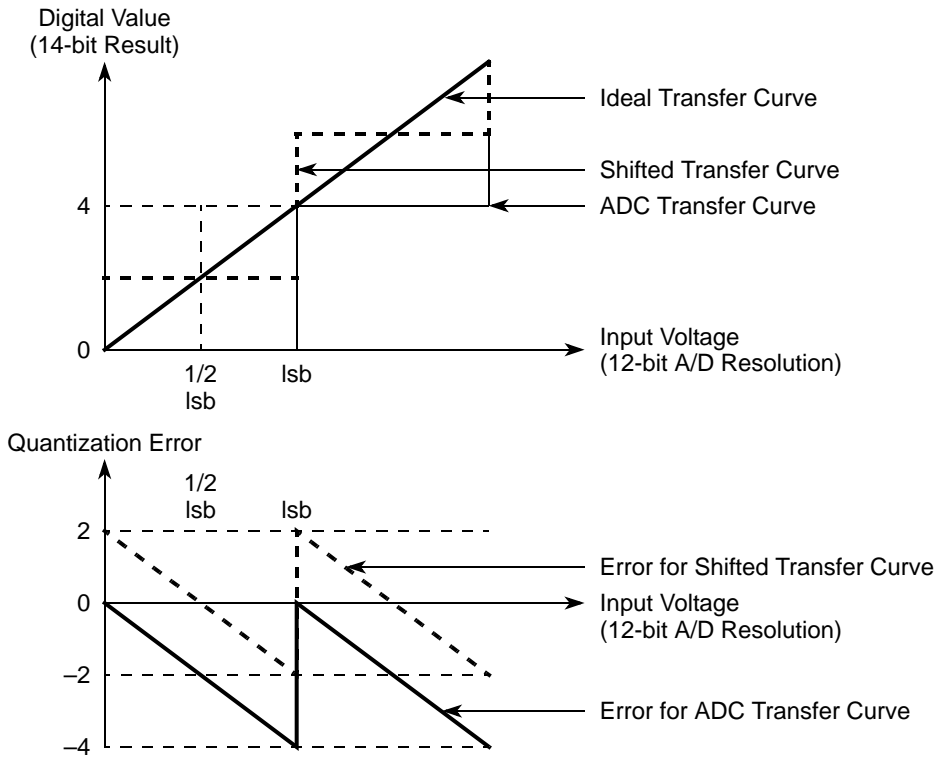 Digital Value
(14-bit Result)
Ideal Transfer Curve
Shifted Transfer Curve
4
ADC Transfer Curve
0
Input Voltage
(12-bit A/D Resolution)
1/2
lsb
lsb
Quantization Error
1/2
lsb
lsb
2
Error for Shifted Transfer Curve
0
Input Voltage
(12-bit A/D Resolution)
–2
Error for ADC Transfer Curve
–4